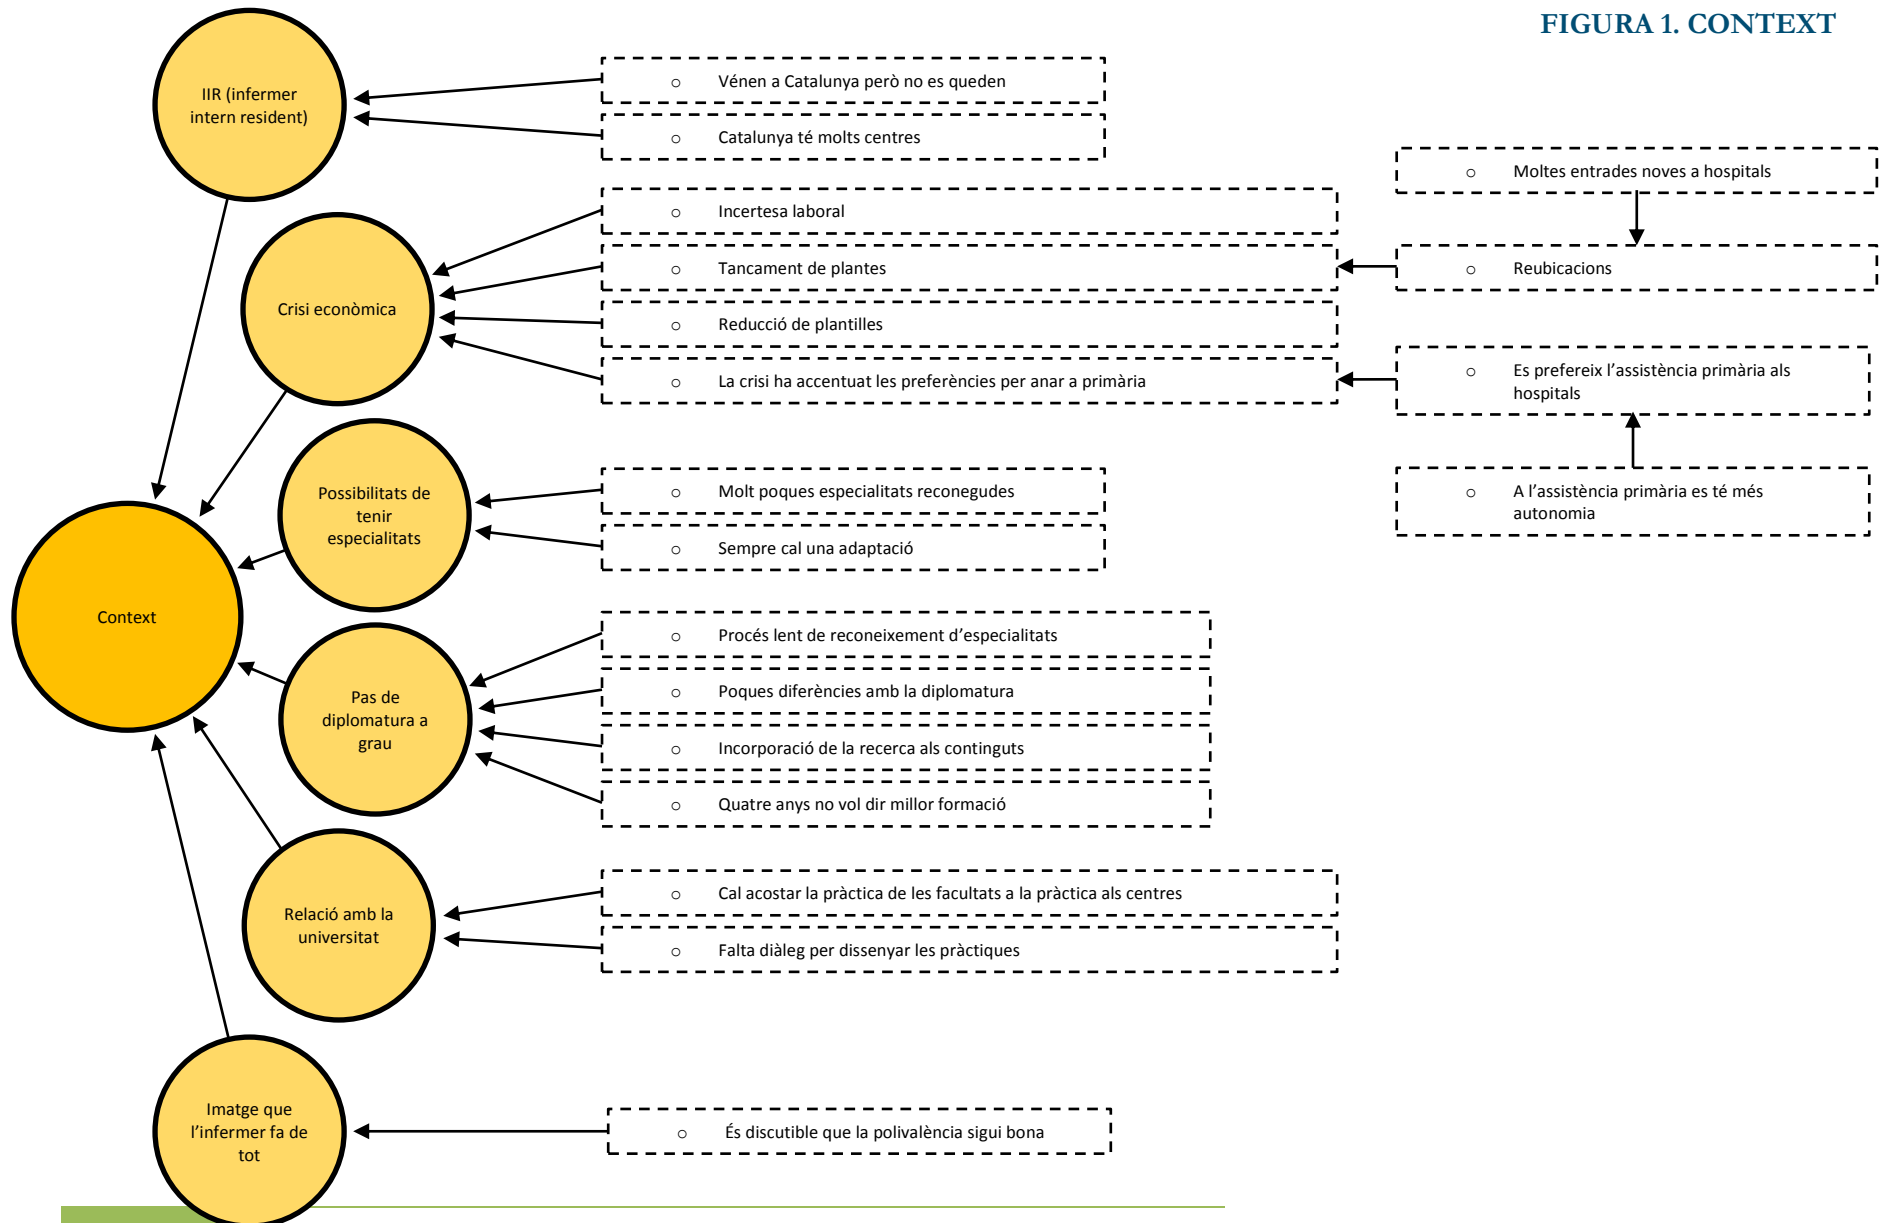 FIGURA 1. CONTEXT
IIR (infermer
intern resident)
o Vénen a Catalunya però no es queden
o Catalunya té molts centres
o Moltes entrades noves a hospitals
Crisi econòmica
o Incertesa laboral
o Tancament de plantes
o Reubicacions
o Reducció de plantilles
o La crisi ha accentuat les preferències per anar a primària
o Es prefereix l’assistència primària als
hospitals
o A l’assistència primària es té més
autonomia
Possibilitats de
tenir
especialitats
o Molt poques especialitats reconegudes
o Sempre cal una adaptació
Context
Pas de
diplomatura a
grau
o Procés lent de reconeixement d’especialitats
o Poques diferències amb la diplomatura
o Incorporació de la recerca als continguts
o Quatre anys no vol dir millor formació
Relació amb la
universitat
o Cal acostar la pràctica de les facultats a la pràctica als centres
o Falta diàleg per dissenyar les pràctiques
Imatge que
l’infermer fa de
tot
o És discutible que la polivalència sigui bona